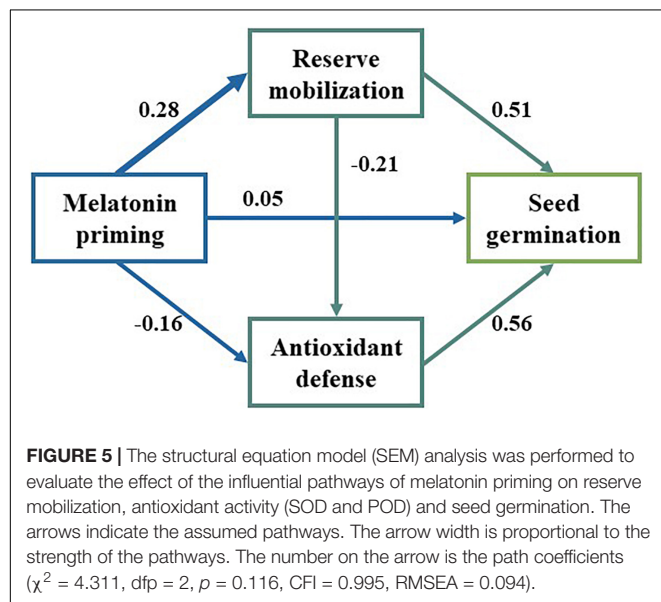 Reserve
mobilization
0.28
0.51
-0.21
Melatonin
priming
0.05
Seed
germination
-0.16
0.56
Antioxidant
defense
FIGURE 5 | The structural equation model (SEM) analysis was performed to
evaluate the effect of the influential pathways of melatonin priming on reserve
mobilization, antioxidant activity (SOD and POD) and seed germination. The
arrows indicate the assumed pathways. The arrow width is proportional to the
strength of the pathways. The number on the arrow is the path coefficients
(χ² = 4.311, dfp = 2, p = 0.116, CFI = 0.995, RMSEA = 0.094).